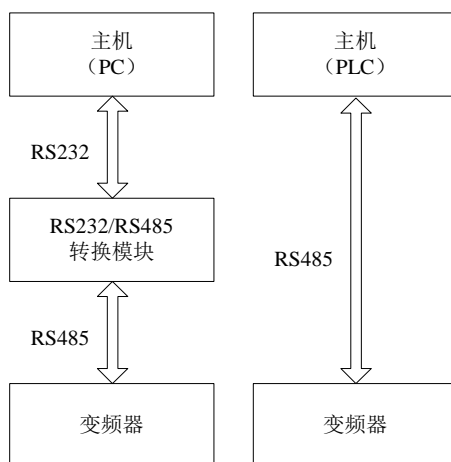 主机
（PC）
RS232
RS232/RS485
转换模块
RS485
变频器
主机
（PLC）
RS485
变频器